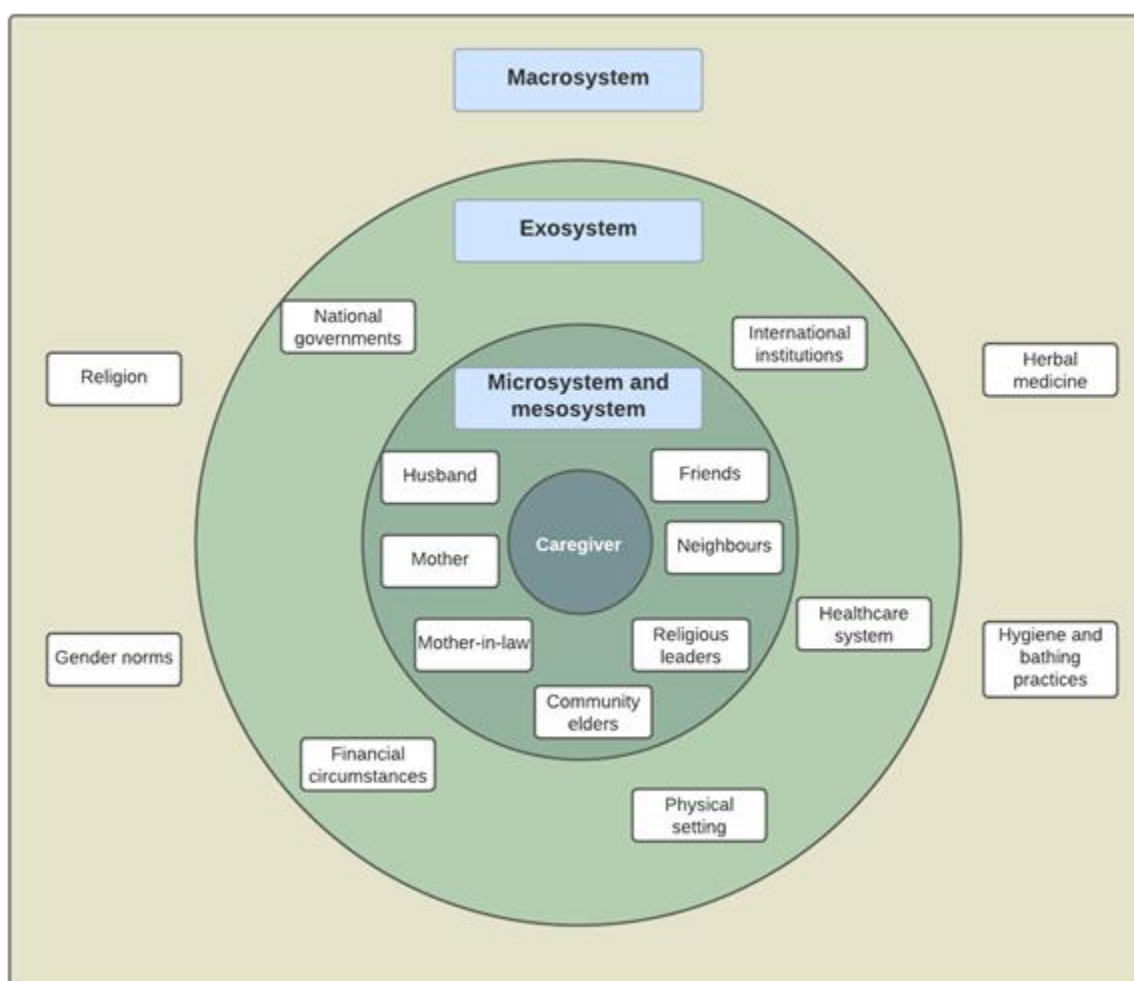 Macrosystem
Exosystem
National
governments
International
institutions
Religion
Herbal
medicine
Microsystem and
mesosystem
Husband
Friends
Caregiver
Mother
Neighbours
Mother-in-law
Religious
leaders
Healthcare
system
Gender norms
Hygiene and
bathing
practices
Community
elders
Financial
circumstances
Physical
setting